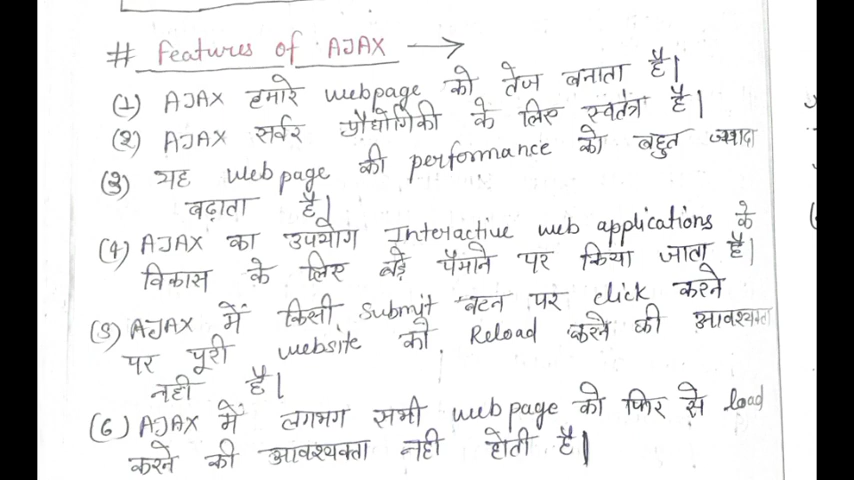 # Features of AJAX →
(1) AJAX हमारे webpage को तेज बनाता है।
(2) AJAX सर्वर प्रौद्योगिकी के लिए स्वतंत्र है।
(3) यह webpage की performance को बहुत ज्यादा
बढ़ाता है।
(4) AJAX का उपयोग Interactive web applications के
विकास के लिए बड़े पैमाने पर किया जाता है।
(5) AJAX में किसी Submit बटन पर click करने
पर पूरी website को Reload करने की आवश्यकता
नही है।
(6) AJAX में लगभग सभी webpage को फिर से load
करने की आवश्यक्ता नही होती है।